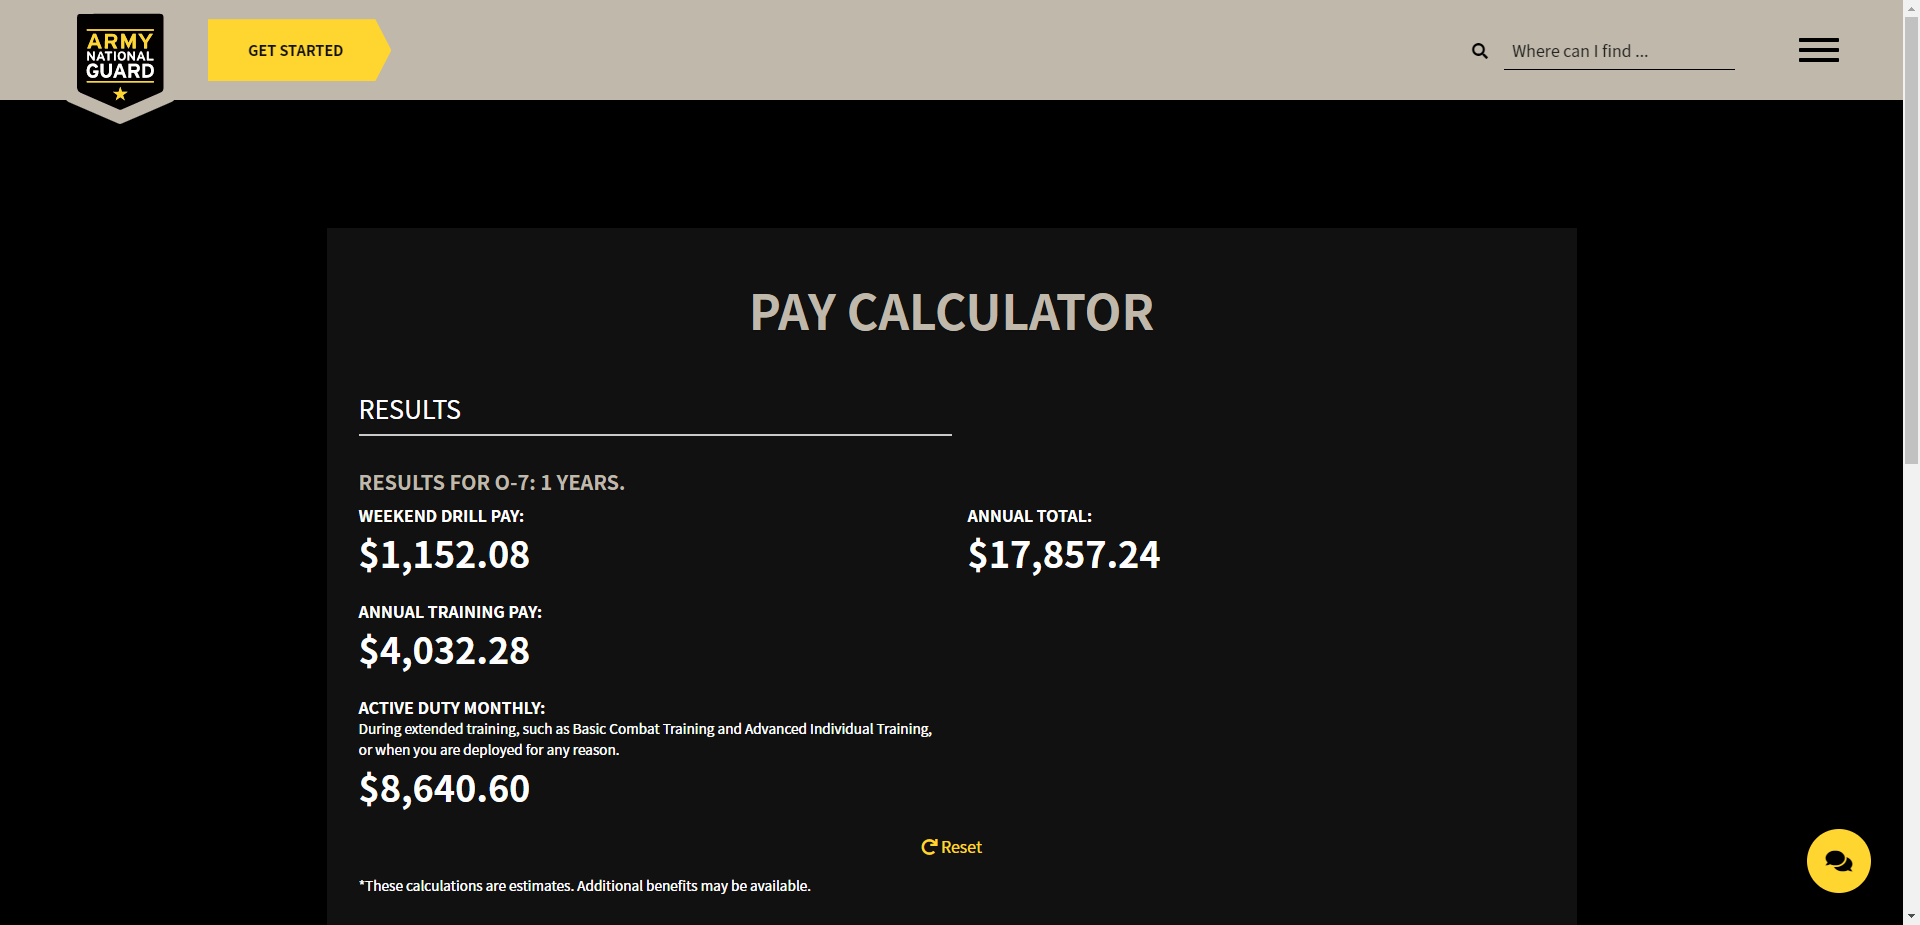 ARMY
NATIONAL
GUARD
GET STARTED
Where can I find ...
PAY CALCULATOR
RESULTS
RESULTS FOR O-7: 1 YEARS.
WEEKEND DRILL PAY:
$1,152.08
ANNUAL TOTAL:
$17,857.24
ANNUAL TRAINING PAY:
$4,032.28
ACTIVE DUTY MONTHLY:
During extended training, such as Basic Combat Training and Advanced Individual Training,
or when you are deployed for any reason.
$8,640.60
Reset
*These calculations are estimates. Additional benefits may be available.